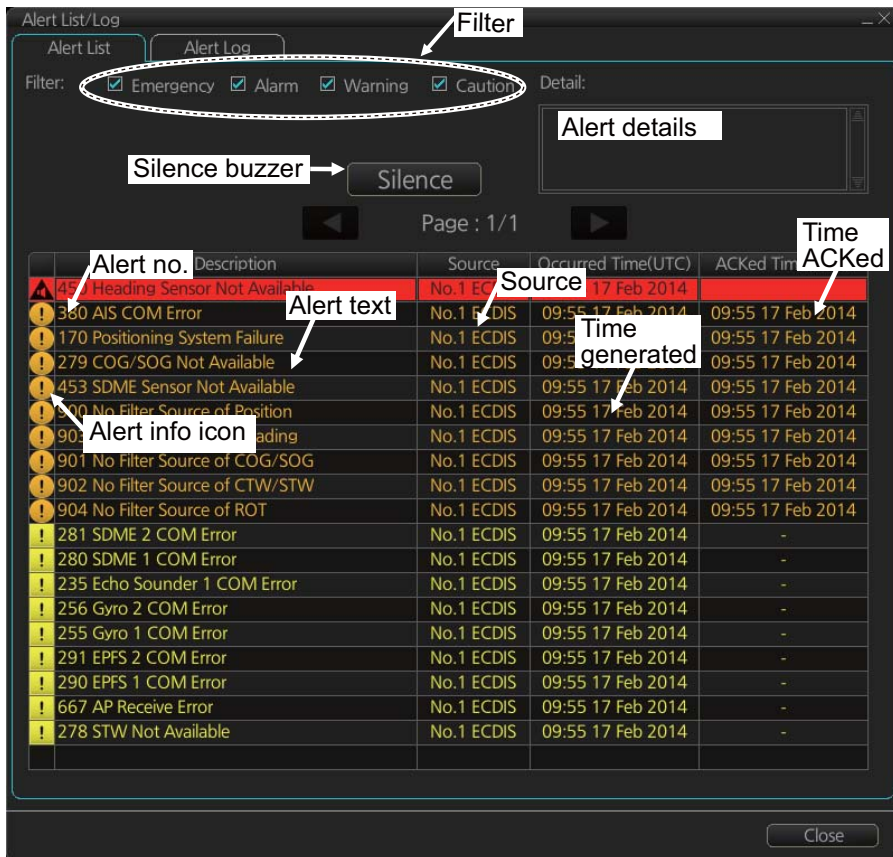 Alert List/Log
Filter
Alert List Alert Log
Filter: Emergency Alarm Warning Caution Detail:
Alert details
Silence buzzer Silence
Page : 1/1
Time ACKed
Alert no. Description Source Occurred Time(UTC) ACKed
Heading Sensor Not Available No.1 17 Feb 2014
Source
Alert text
380 AIS COM Error No.1 ECDIS 09:55 17 Feb 2014 09:55 17 Feb 2014
170 Positioning System Failure No.1 ECDIS 09:55 17 Feb 2014
Time generated
279 COG/SOG Not Available No.1 ECDIS 09:55 17 Feb 2014
453 SDME Sensor Not Available No.1 ECDIS 09:55 17 Feb 2014 09:55 17 Feb 2014
900 No Filter Source of Position No.1 ECDIS 09:55 17 Feb 2014 09:55 17 Feb 2014
Alert info icon
No.1 ECDIS 09:55 17 Feb 2014 09:55 17 Feb 2014
901 No Filter Source of COG/SOG No.1 ECDIS 09:55 17 Feb 2014 09:55 17 Feb 2014
902 No Filter Source of CTW/STW No.1 ECDIS 09:55 17 Feb 2014 09:55 17 Feb 2014
904 No Filter Source of ROT No.1 ECDIS 09:55 17 Feb 2014 09:55 17 Feb 2014
! 281 SDME 2 COM Error No.1 ECDIS 09:55 17 Feb 2014 -
! 280 SDME 1 COM Error No.1 ECDIS 09:55 17 Feb 2014 -
! 235 Echo Sounder 1 COM Error No.1 ECDIS 09:55 17 Feb 2014 -
! 256 Gyro 2 COM Error No.1 ECDIS 09:55 17 Feb 2014 -
! 255 Gyro 1 COM Error No.1 ECDIS 09:55 17 Feb 2014 -
! 291 EPFS 2 COM Error No.1 ECDIS 09:55 17 Feb 2014 -
! 290 EPFS 1 COM Error No.1 ECDIS 09:55 17 Feb 2014 -
! 667 AP Receive Error No.1 ECDIS 09:55 17 Feb 2014 -
! 278 STW Not Available No.1 ECDIS 09:55 17 Feb 2014 -
Close